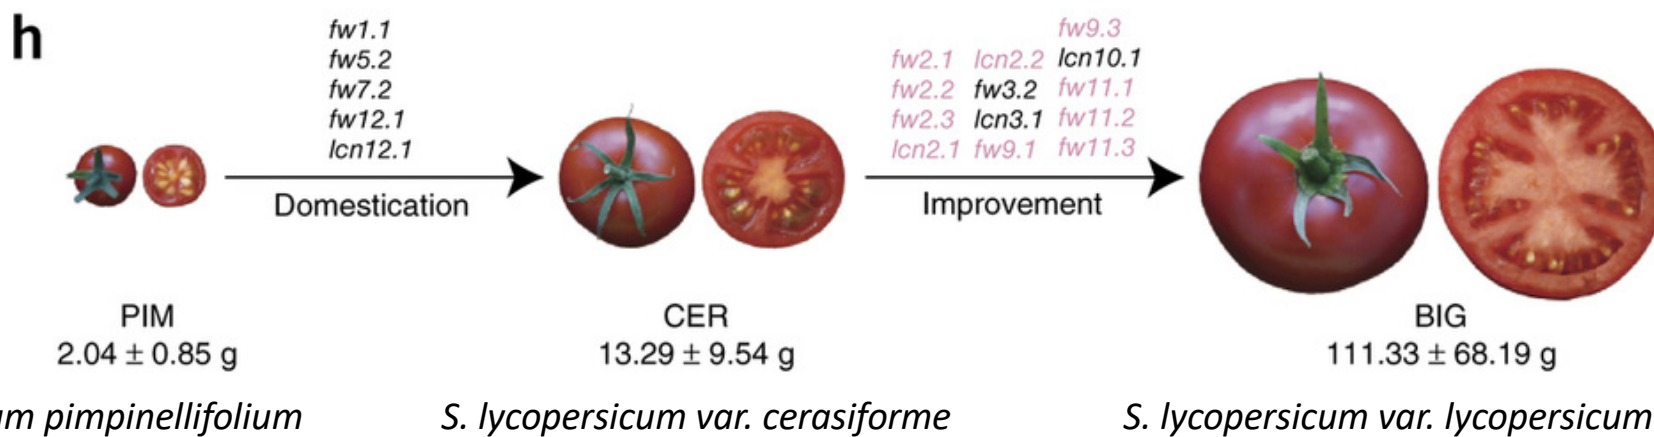 h
fw1.1
fw5.2
fw7.2
fw12.1
lcn12.1
Domestication
fw9.3
fw2.1 lcn2.2 lcn10.1
fw2.2 fw3.2 fw11.1
fw2.3 lcn3.1 fw11.2
lcn2.1 fw9.1 fw11.3
Improvement
PIM
2.04 ± 0.85 g
CER
13.29 ± 9.54 g
BIG
111.33 ± 68.19 g
um pimpinellifolium
S. lycopersicum var. cerasiforme
S. lycopersicum var. lycopersicum